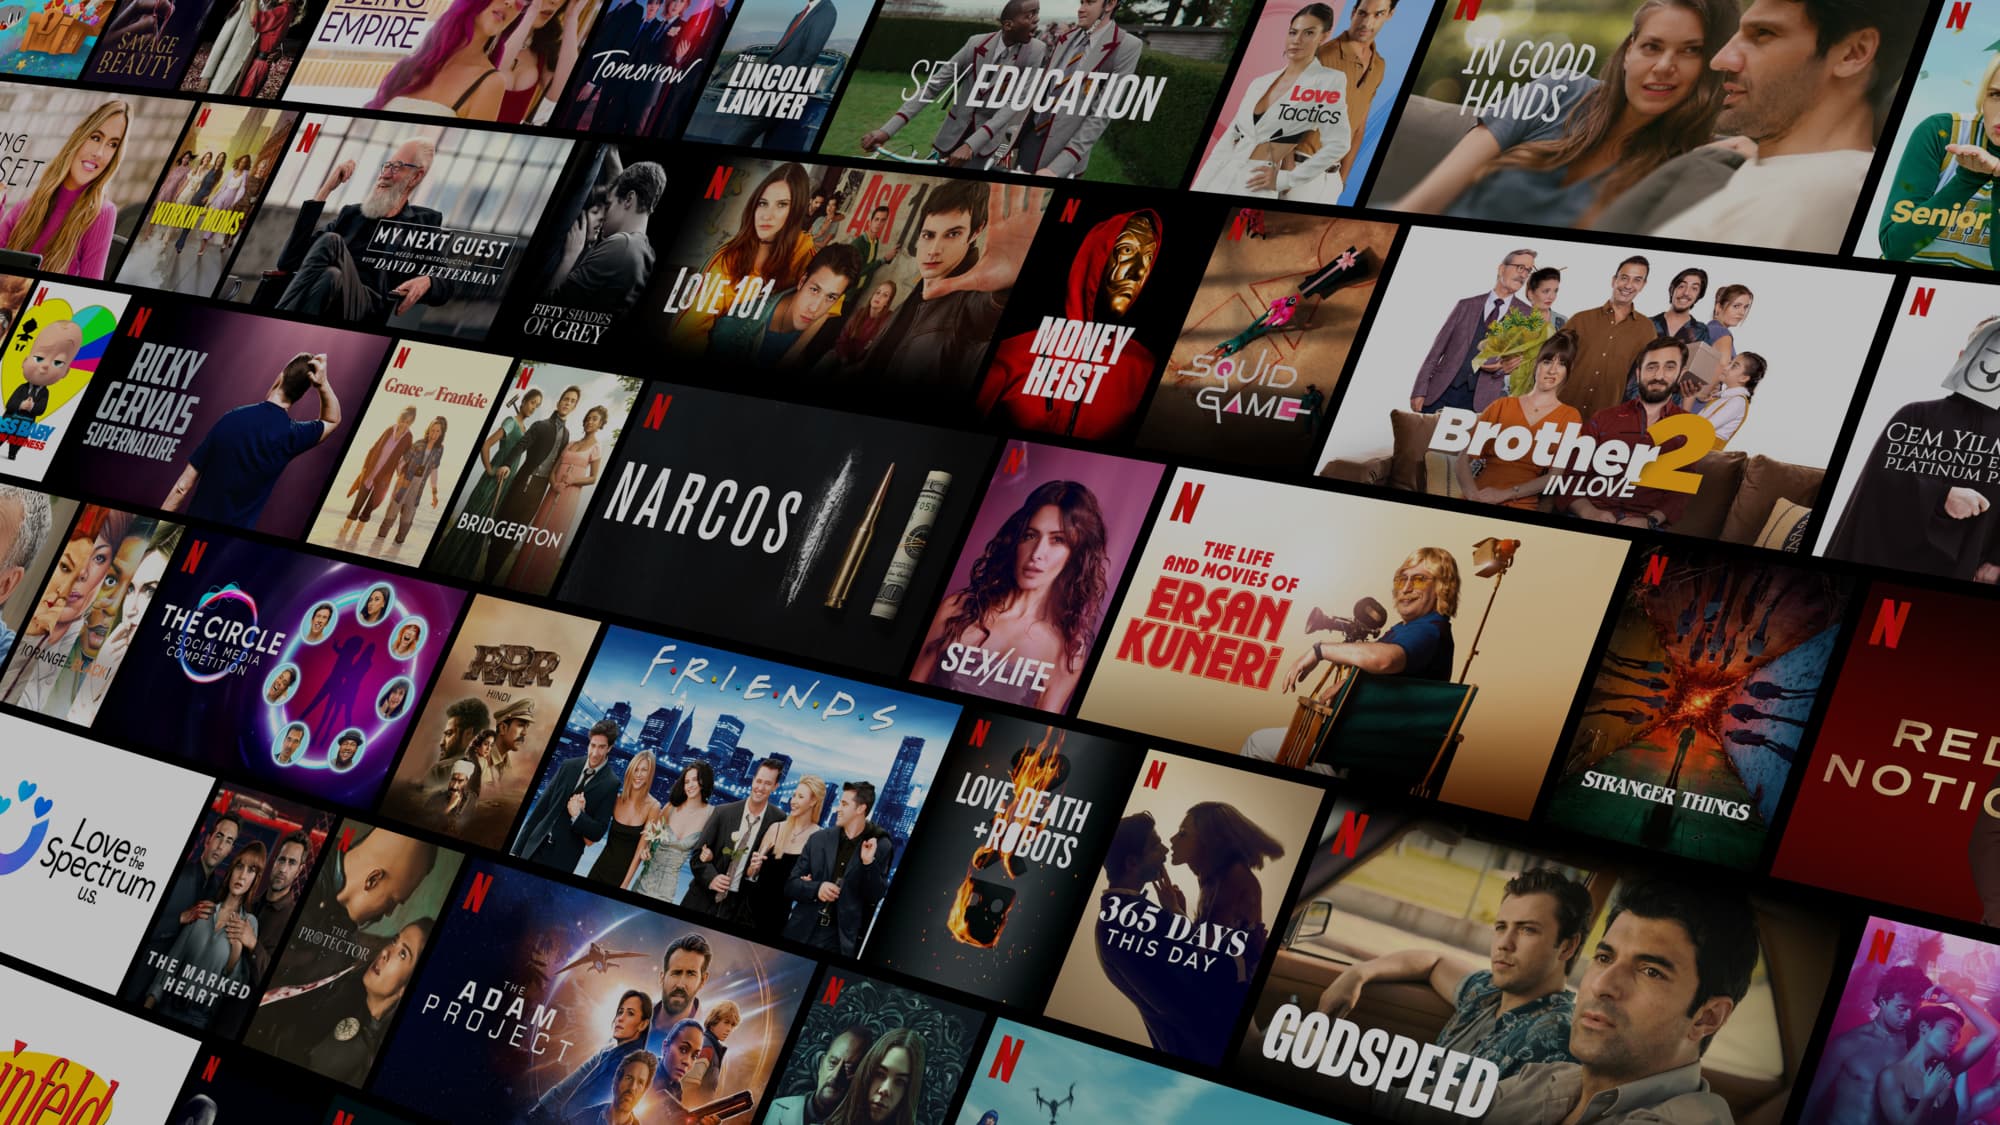 SAVAGE
BEAUTY
EMPIRE
Tomorrow
THE
LINCOLN
LAWYER
SEX EDUCATION
Love
Tactics
IN GOOD
HANDS
Senior
WORKIN' MOMS
MY NEXT GUEST
NEEDS NO INTRODUCTION
WITH DAVID LETTERMAN
FIFTY SHADES
OF GREY
ASK
LOVE 101
MONEY
HEIST
SQUID
GAME
Brother 2
IN LOVE
CEM
DIAMOND
PLATINUM
BABY
RICKY
GERVAIS
SUPERNATURE
Grace and Frankie
BRIDGERTON
NARCOS
SEX/LIFE
THE LIFE
AND MOVIES OF
ERŞAN
KUNERİ
STRANGER THINGS
THE CIRCLE
A SOCIAL MEDIA
COMPETITION
RRR
HINDI
F.R.I.E.N.D.S
LOVE DEATH
+ROBOTS
365 DAYS
THIS DAY
GODSPEED
Love on the
Spectrum
U.S.
THE MARKED
HEART
THE
PROTECTOR
THE
ADAM
PROJECT